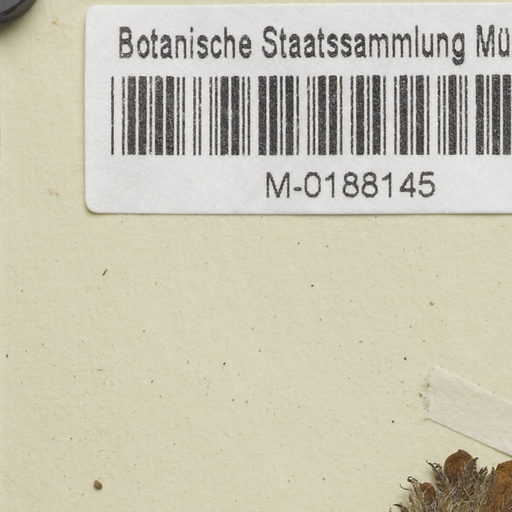 Botanische Staatssammlung Mü
M-0188145